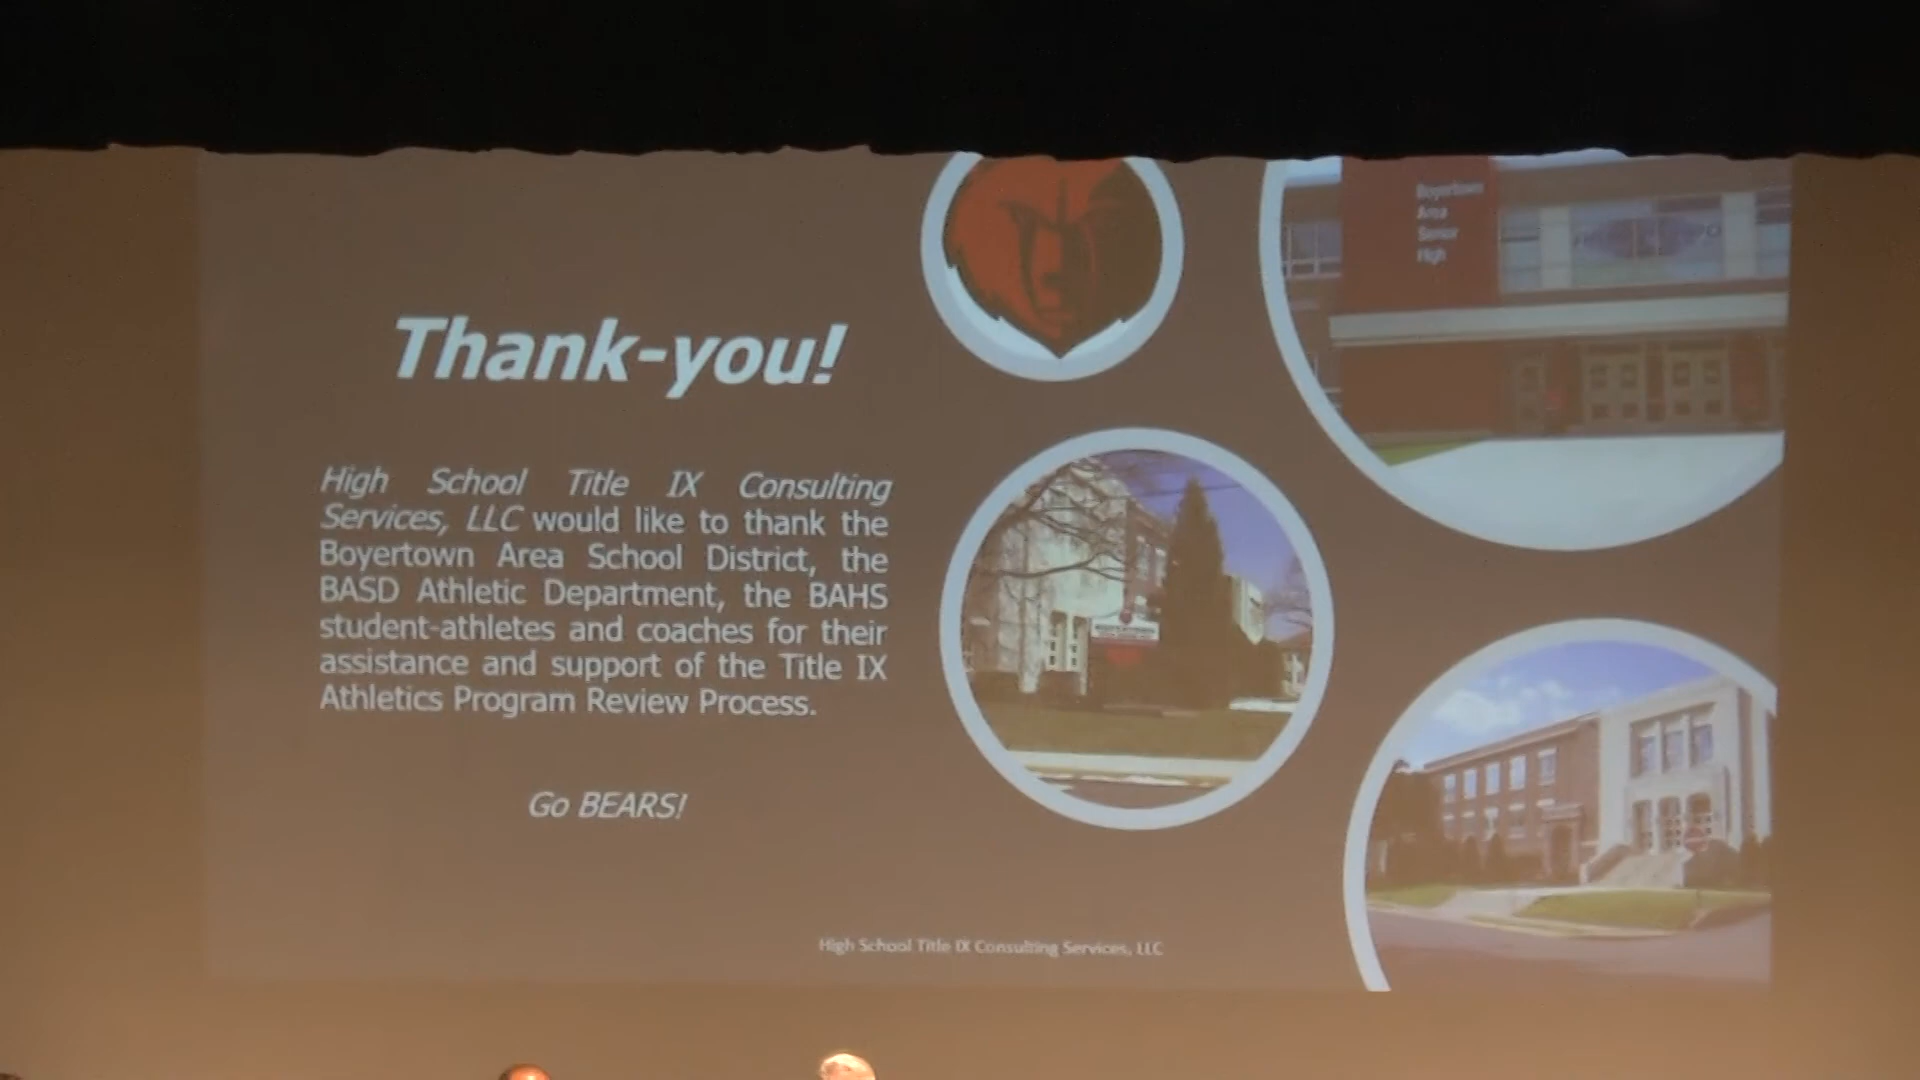 Boyertown
Area
Senior
High
Thank-you!
High School Title IX Consulting
Services, LLC would like to thank the
Boyertown Area School District, the
BASD Athletic Department, the BAHS
student-athletes and coaches for their
assistance and support of the Title IX
Athletics Program Review Process.
Go BEARS!
High School Title IX Consulting Services, LLC